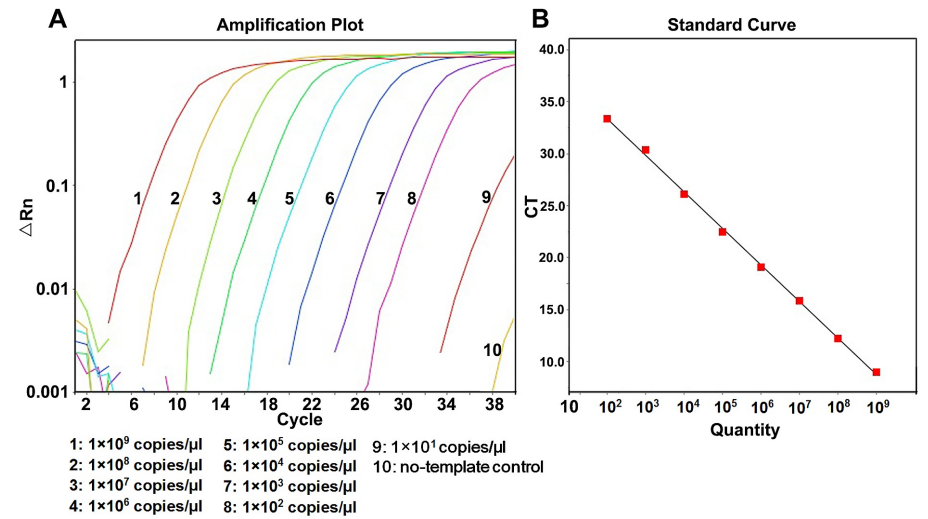 A
Amplification Plot
1
0.1
0.01
0.001
△Rn
1
2
3
4
5
6
7
8
9
10
2
6
10
14
18
22
26
30
34
38
Cycle
1: 1×10⁹ copies/µl
2: 1×10⁸ copies/µl
3: 1×10⁷ copies/µl
4: 1×10⁶ copies/µl
5: 1×10⁵ copies/µl
6: 1×10⁴ copies/µl
7: 1×10³ copies/µl
8: 1×10² copies/µl
9: 1×10¹ copies/µl
10: no-template control
B
Standard Curve
40.0
35.0
30.0
25.0
20.0
15.0
10.0
CT
10
10²
10³
10⁴
10⁵
10⁶
10⁷
10⁸
10⁹
Quantity